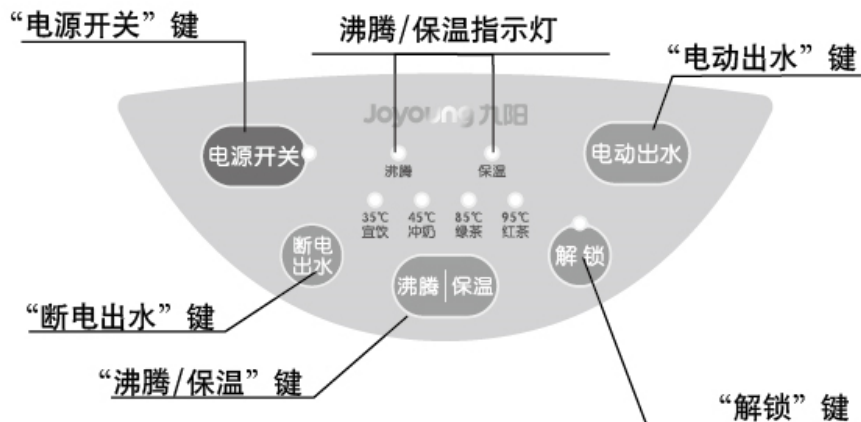 “电源开关”键
沸腾/保温指示灯
“电动出水”键
Joyoung 九阳
电源开关
沸腾
保温
电动出水
35℃
宜饮
45℃
冲奶
85℃
绿茶
95℃
红茶
断电
出水
沸腾|保温
解锁
“断电出水”键
“沸腾/保温”键
“解锁”键